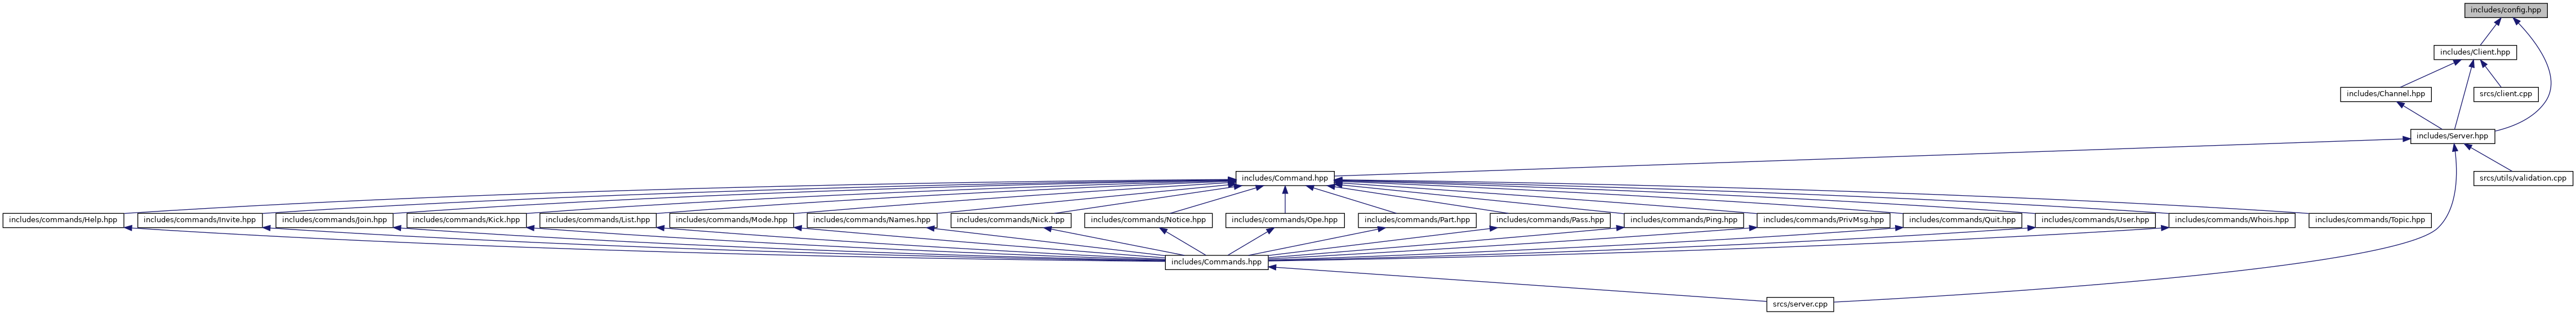 includes/config.hpp
includes/Client.hpp
includes/Channel.hpp
srcs/client.cpp
includes/Server.hpp
includes/Command.hpp
srcs/utils/validation.cpp
includes/commands/Help.hpp
includes/commands/Invite.hpp
includes/commands/Join.hpp
includes/commands/Kick.hpp
includes/commands/List.hpp
includes/commands/Mode.hpp
includes/commands/Names.hpp
includes/commands/Nick.hpp
includes/commands/Notice.hpp
includes/commands/Ope.hpp
includes/commands/Part.hpp
includes/commands/Pass.hpp
includes/commands/Ping.hpp
includes/commands/PrivMsg.hpp
includes/commands/Quit.hpp
includes/commands/User.hpp
includes/commands/Whois.hpp
includes/commands/Topic.hpp
includes/Commands.hpp
srcs/server.cpp